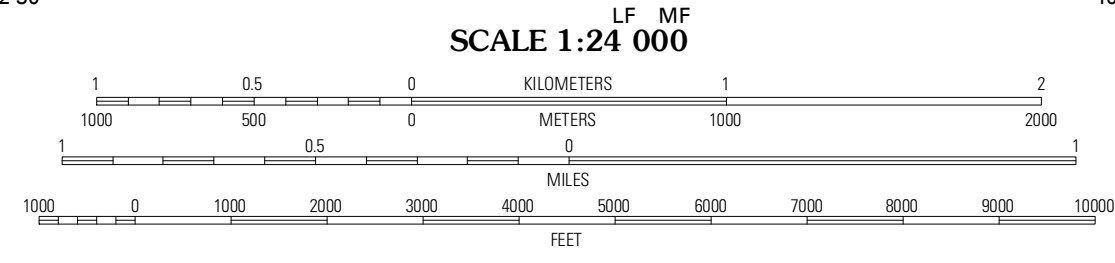 LF MF
SCALE 1:24 000
1 0.5 0 KILOMETERS 1 2
1000 500 0 METERS 1000 2000
1 0.5 0 1
MILES
1000 0 1000 2000 3000 4000 5000 6000 7000 8000 9000 10000
FEET